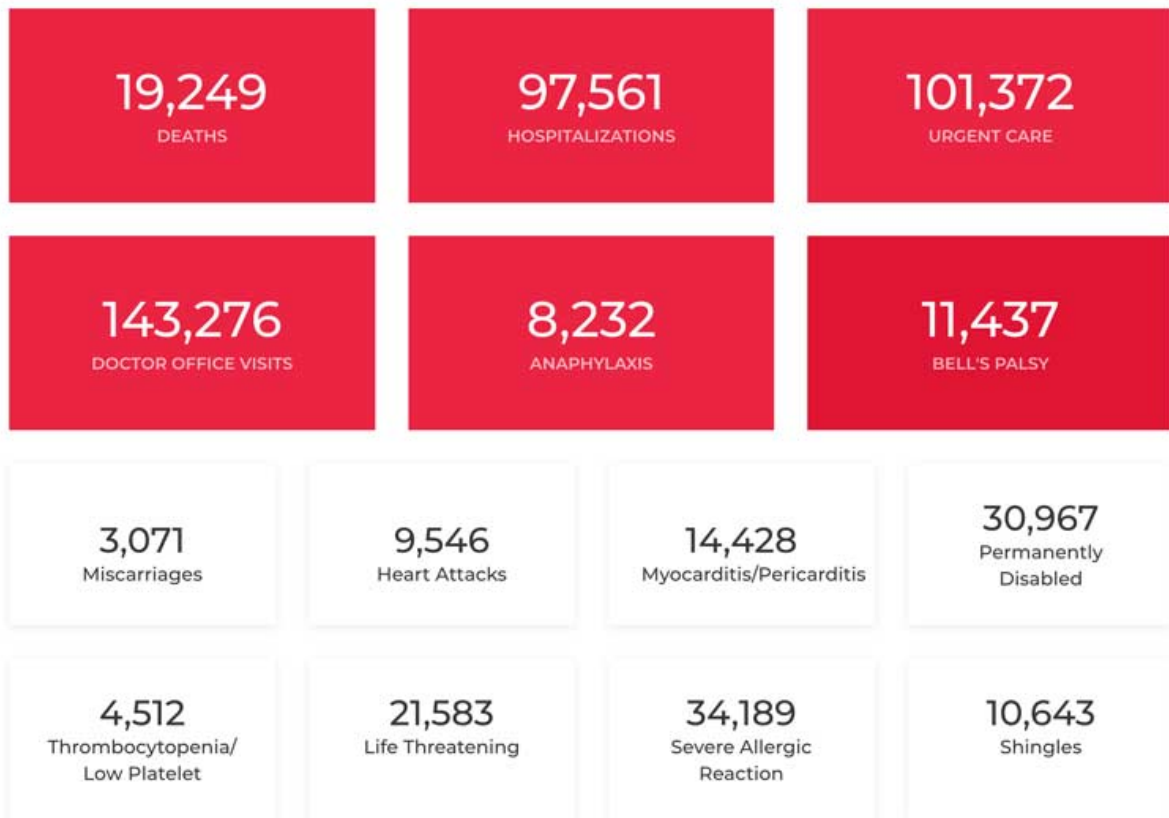 19,249
DEATHS
97,561
HOSPITALIZATIONS
101,372
URGENT CARE
143,276
DOCTOR OFFICE VISITS
8,232
ANAPHYLAXIS
11,437
BELL'S PALSY
3,071
Miscarriages
9,546
Heart Attacks
14,428
Myocarditis/Pericarditis
30,967
Permanently
Disabled
4,512
Thrombocytopenia/
Low Platelet
21,583
Life Threatening
34,189
Severe Allergic
Reaction
10,643
Shingles